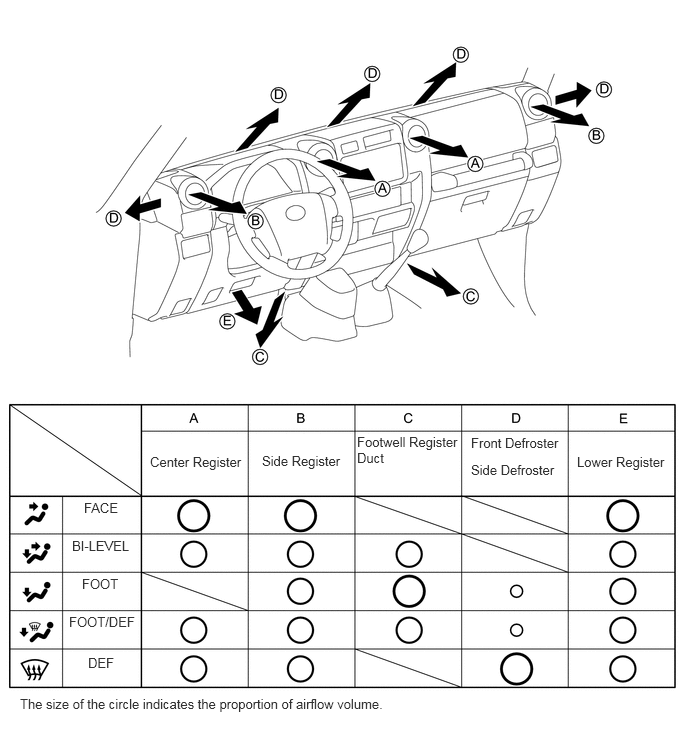 D
D
D
D
A
B
A
D
B
C
E
C
A B C D E
Center Register
Side Register
Footwell Register
Duct
Front Defroster
Side Defroster
Lower Register
FACE
BI-LEVEL
FOOT
FOOT/DEF
DEF
The size of the circle indicates the proportion of airflow volume.